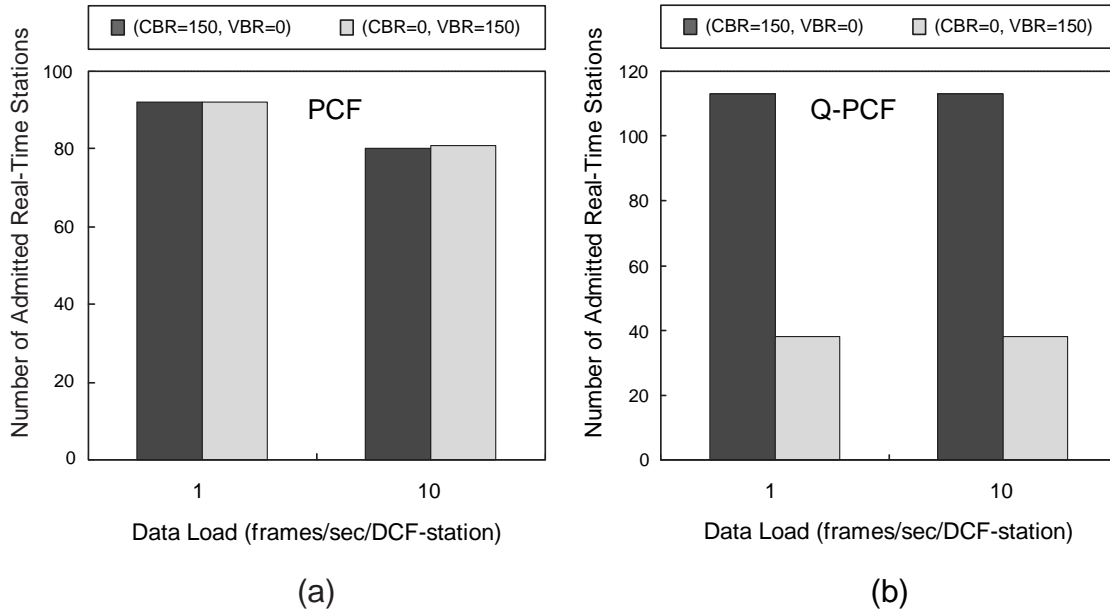 (CBR=150, VBR=0) (CBR=0, VBR=150)
Number of Admitted Real-Time Stations
100
80
60
40
20
0
PCF
1 10
Data Load (frames/sec/DCF-station)
(a)
(CBR=150, VBR=0) (CBR=0, VBR=150)
Number of Admitted Real-Time Stations
120
100
80
60
40
20
0
Q-PCF
1 10
Data Load (frames/sec/DCF-station)
(b)